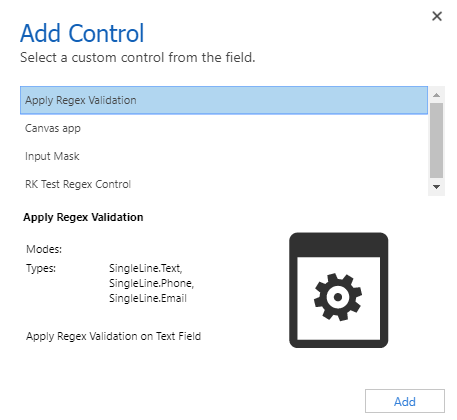 Add Control
Select a custom control from the field.
Apply Regex Validation
Canvas app
Input Mask
RK Test Regex Control
Apply Regex Validation
Modes:
Types: SingleLine.Text,
SingleLine.Phone,
SingleLine.Email
Apply Regex Validation on Text Field
Add